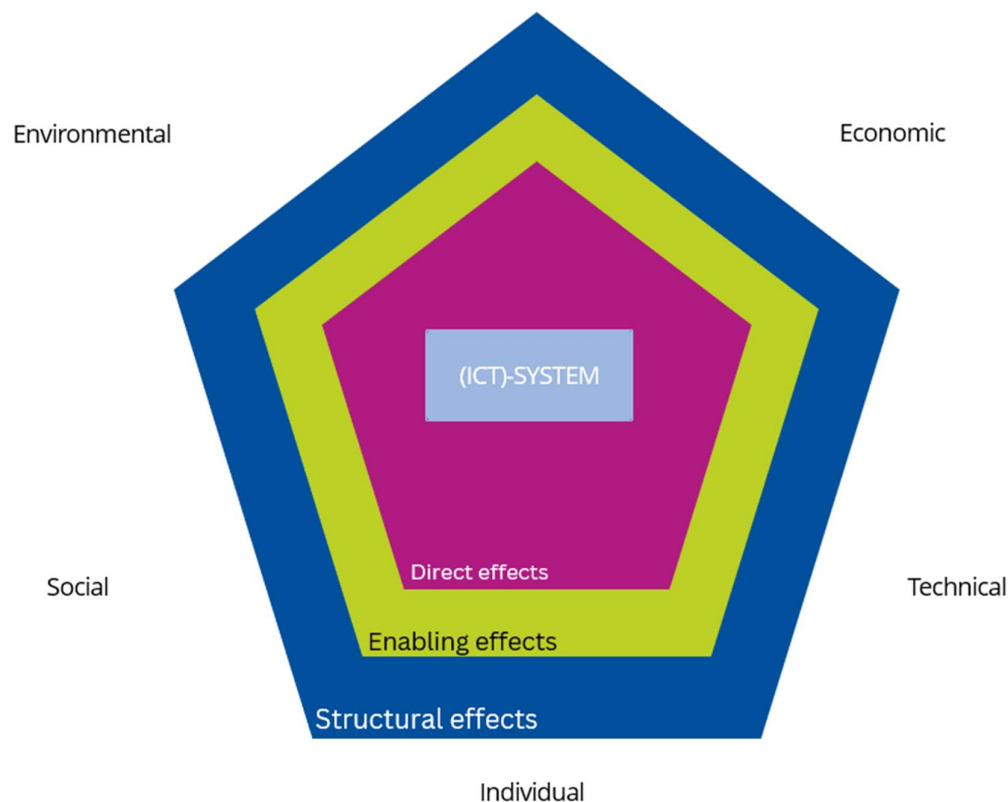 Environmental
Economic
(ICT)-SYSTEM
Direct effects
Social
Technical
Enabling effects
Structural effects
Individual